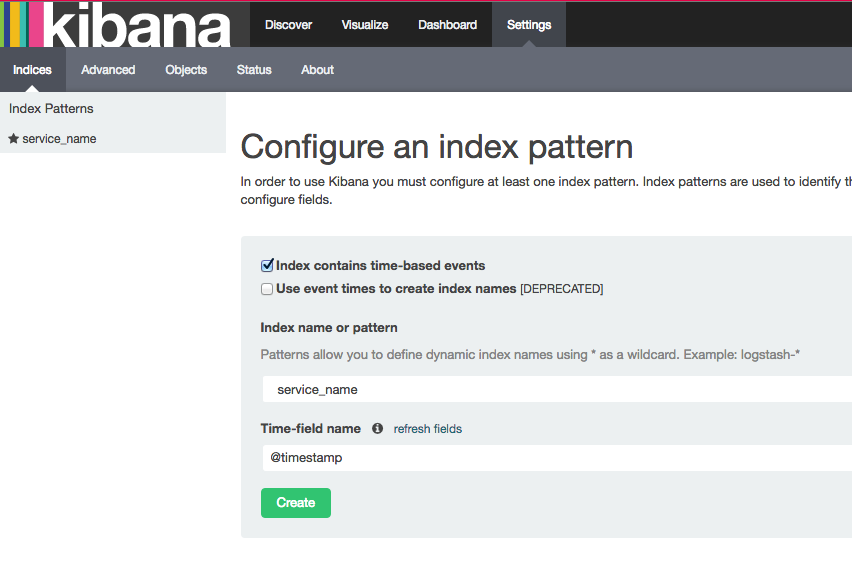 kibana Discover Visualize Dashboard Settings
Indices Advanced Objects Status About
Index Patterns
service_name
Configure an index pattern
In order to use Kibana you must configure at least one index pattern. Index patterns are used to identify
configure fields.
Index contains time-based events
Use event times to create index names [DEPRECATED]
Index name or pattern
Patterns allow you to define dynamic index names using * as a wildcard. Example: logstash-*
service_name
Time-field name refresh fields
@timestamp
Create